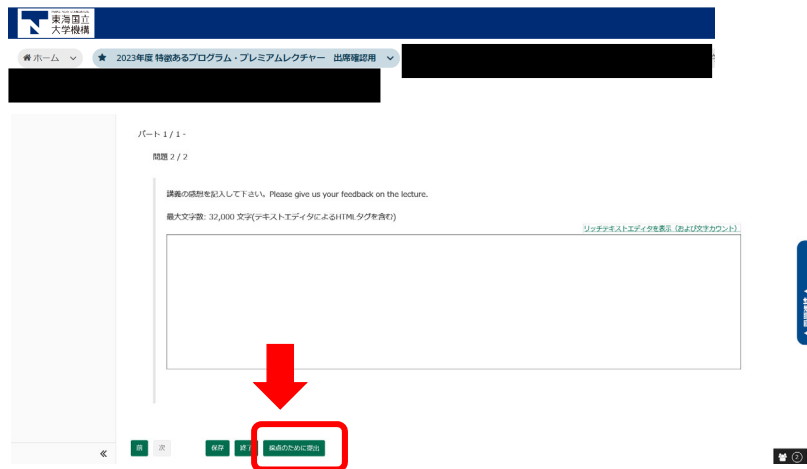 東海国立
大学機構
ホーム
2023年度 特徴あるプログラム・プレミアムレクチャー 出席確認用
パート 1 / 1 -
問題 2 / 2
講義の感想を記入して下さい。Please give us your feedback on the lecture.
最大文字数: 32,000 文字(テキストエディタによるHTMLタグを含む)
リッチテキストエディタを表示（および文字カウント）
前 次 保存 終了 採点のために提出